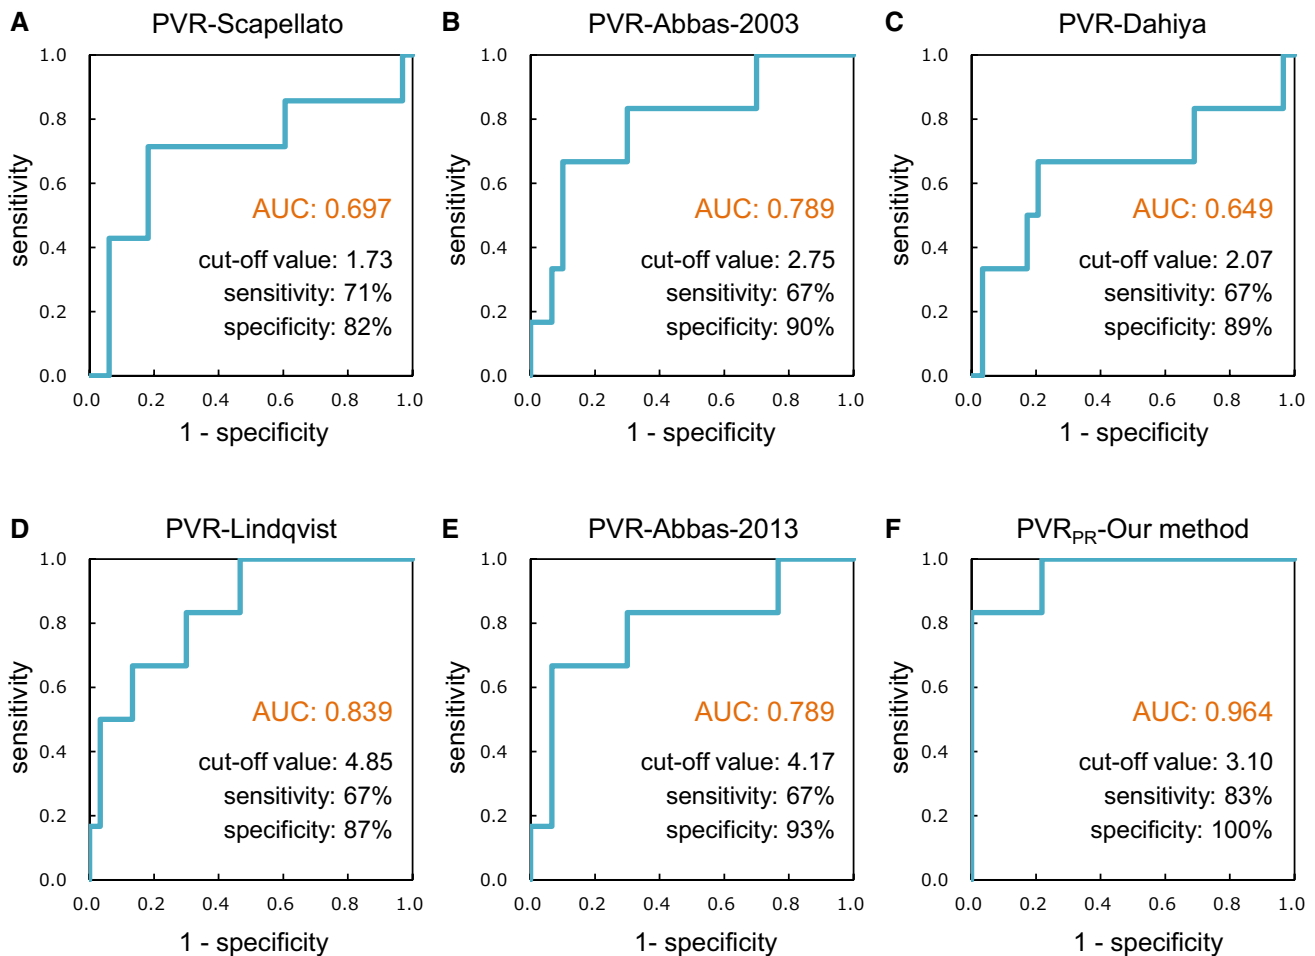 A PVR-Scapellato
1.0
0.8
0.6
0.4
0.2
0.0
sensitivity
AUC: 0.697
cut-off value: 1.73
sensitivity: 71%
specificity: 82%
0.0 0.2 0.4 0.6 0.8 1.0
1 - specificity
B PVR-Abbas-2003
1.0
0.8
0.6
0.4
0.2
0.0
sensitivity
AUC: 0.789
cut-off value: 2.75
sensitivity: 67%
specificity: 90%
0.0 0.2 0.4 0.6 0.8 1.0
1 - specificity
C PVR-Dahiya
1.0
0.8
0.6
0.4
0.2
0.0
sensitivity
AUC: 0.649
cut-off value: 2.07
sensitivity: 67%
specificity: 89%
0.0 0.2 0.4 0.6 0.8 1.0
1 - specificity
D PVR-Lindqvist
1.0
0.8
0.6
0.4
0.2
0.0
sensitivity
AUC: 0.839
cut-off value: 4.85
sensitivity: 67%
specificity: 87%
0.0 0.2 0.4 0.6 0.8 1.0
1 - specificity
E PVR-Abbas-2013
1.0
0.8
0.6
0.4
0.2
0.0
sensitivity
AUC: 0.789
cut-off value: 4.17
sensitivity: 67%
specificity: 93%
0.0 0.2 0.4 0.6 0.8 1.0
1- specificity
F PVRPR-Our method
1.0
0.8
0.6
0.4
0.2
0.0
sensitivity
AUC: 0.964
cut-off value: 3.10
sensitivity: 83%
specificity: 100%
0.0 0.2 0.4 0.6 0.8 1.0
1 - specificity